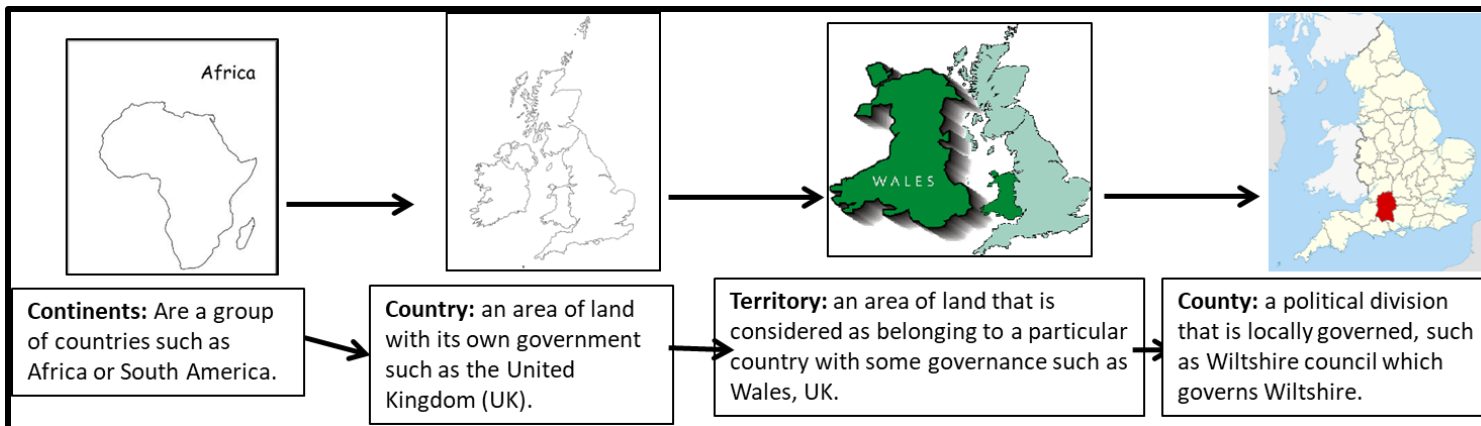 Africa
WALES
Continents: Are a group
of countries such as
Africa or South America.
Country: an area of land
with its own government
such as the United
Kingdom (UK).
Territory: an area of land that is
considered as belonging to a particular
country with some governance such as
Wales, UK.
County: a political division
that is locally governed, such
as Wiltshire council which
governs Wiltshire.